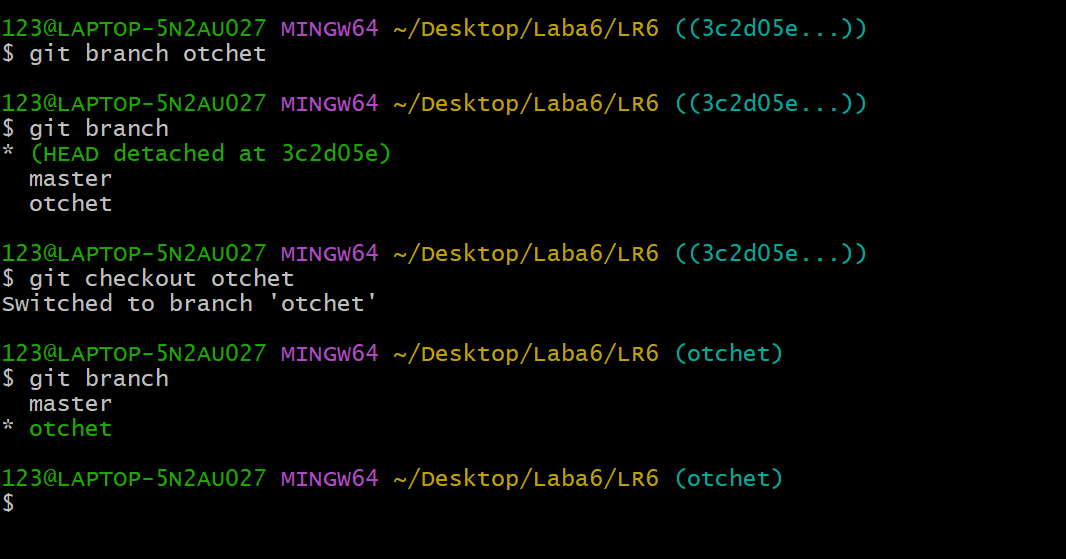 123@LAPTOP-5N2AU027 MINGW64 ~/Desktop/Laba6/LR6 ((3c2d05e...))
$ git branch otchet
123@LAPTOP-5N2AU027 MINGW64 ~/Desktop/Laba6/LR6 ((3c2d05e...))
$ git branch
* (HEAD detached at 3c2d05e)
master
otchet
123@LAPTOP-5N2AU027 MINGW64 ~/Desktop/Laba6/LR6 ((3c2d05e...))
$ git checkout otchet
Switched to branch 'otchet'
123@LAPTOP-5N2AU027 MINGW64 ~/Desktop/Laba6/LR6 (otchet)
$ git branch
master
* otchet
123@LAPTOP-5N2AU027 MINGW64 ~/Desktop/Laba6/LR6 (otchet)
$